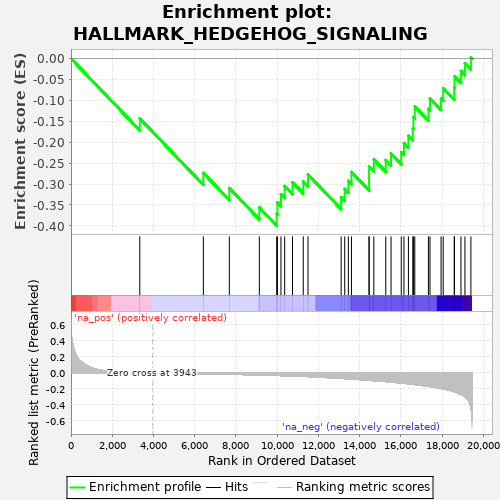 Enrichment plot:
HALLMARK_HEDGEHOG_SIGNALING
Enrichment score (ES)
0.00
-0.05
-0.10
-0.15
-0.20
-0.25
-0.30
-0.35
-0.40
'na_pos' (positively correlated)
Ranked list metric (PreRanked)
0.6
0.4
0.2
0.0
-0.2
-0.4
-0.6
Zero cross at 3943
'na_neg' (negatively correlated)
0 2,000 4,000 6,000 8,000 10,000 12,000 14,000 16,000 18,000 20,000
Rank in Ordered Dataset
Enrichment profile Hits Ranking metric scores